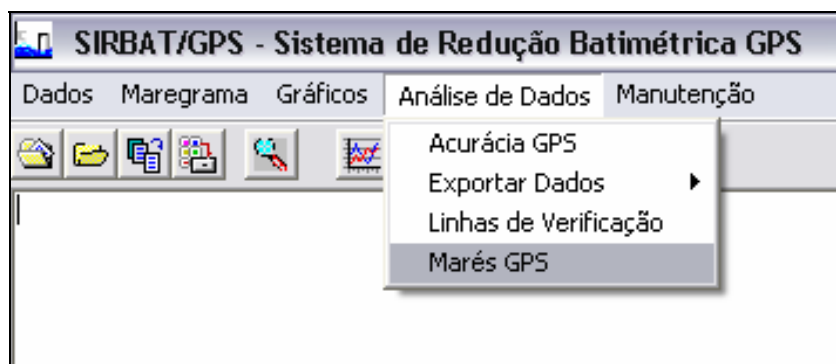 SIRBAT/GPS - Sistema de Redução Batimétrica GPS
Dados Maregrama Gráficos Análise de Dados Manutenção
Acurácia GPS
Exportar Dados
Linhas de Verificação
Marés GPS